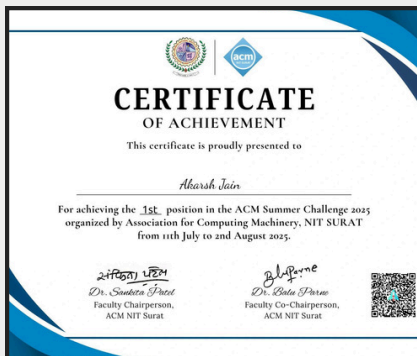 acm
CERTIFICATE
OF ACHIEVEMENT
This certificate is proudly presented to
Akarsh Jain
For achieving the 1st position in the ACM Summer Challenge 2025
organized by Association for Computing Machinery, NIT SURAT
from 11th July to 2nd August 2025.
Dr. Sankita Patel
Faculty Chairperson,
ACM NIT Surat
Dr. Balu Parne
Faculty Co-Chairperson,
ACM NIT Surat